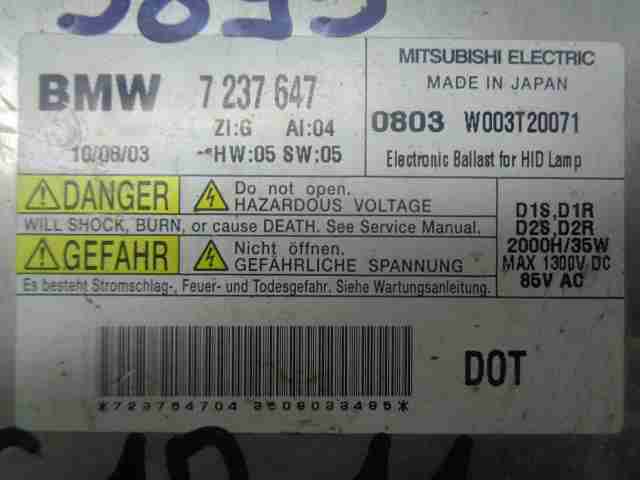 BMW 7 237 647
ZI:G AI:04
10/08/03 HW:05 SW:05
MITSUBISHI ELECTRIC
MADE IN JAPAN
0803 W003T20071
Electronic Ballast for HID Lamp
DANGER Do not open.
HAZARDOUS VOLTAGE
WILL SHOCK, BURN, or cause DEATH. See Service Manual.
GEFAHR Nicht öffnen.
GEFÄHRLICHE SPANNUNG
Es besteht Stromschlag-, Feuer- und Todesgefahr. Siehe Wartungsanleitung.
D1S,D1R
D2S,D2R
2000H/35W
MAX 1300V DC
85V AC
*723764704 3609033495*
DOT